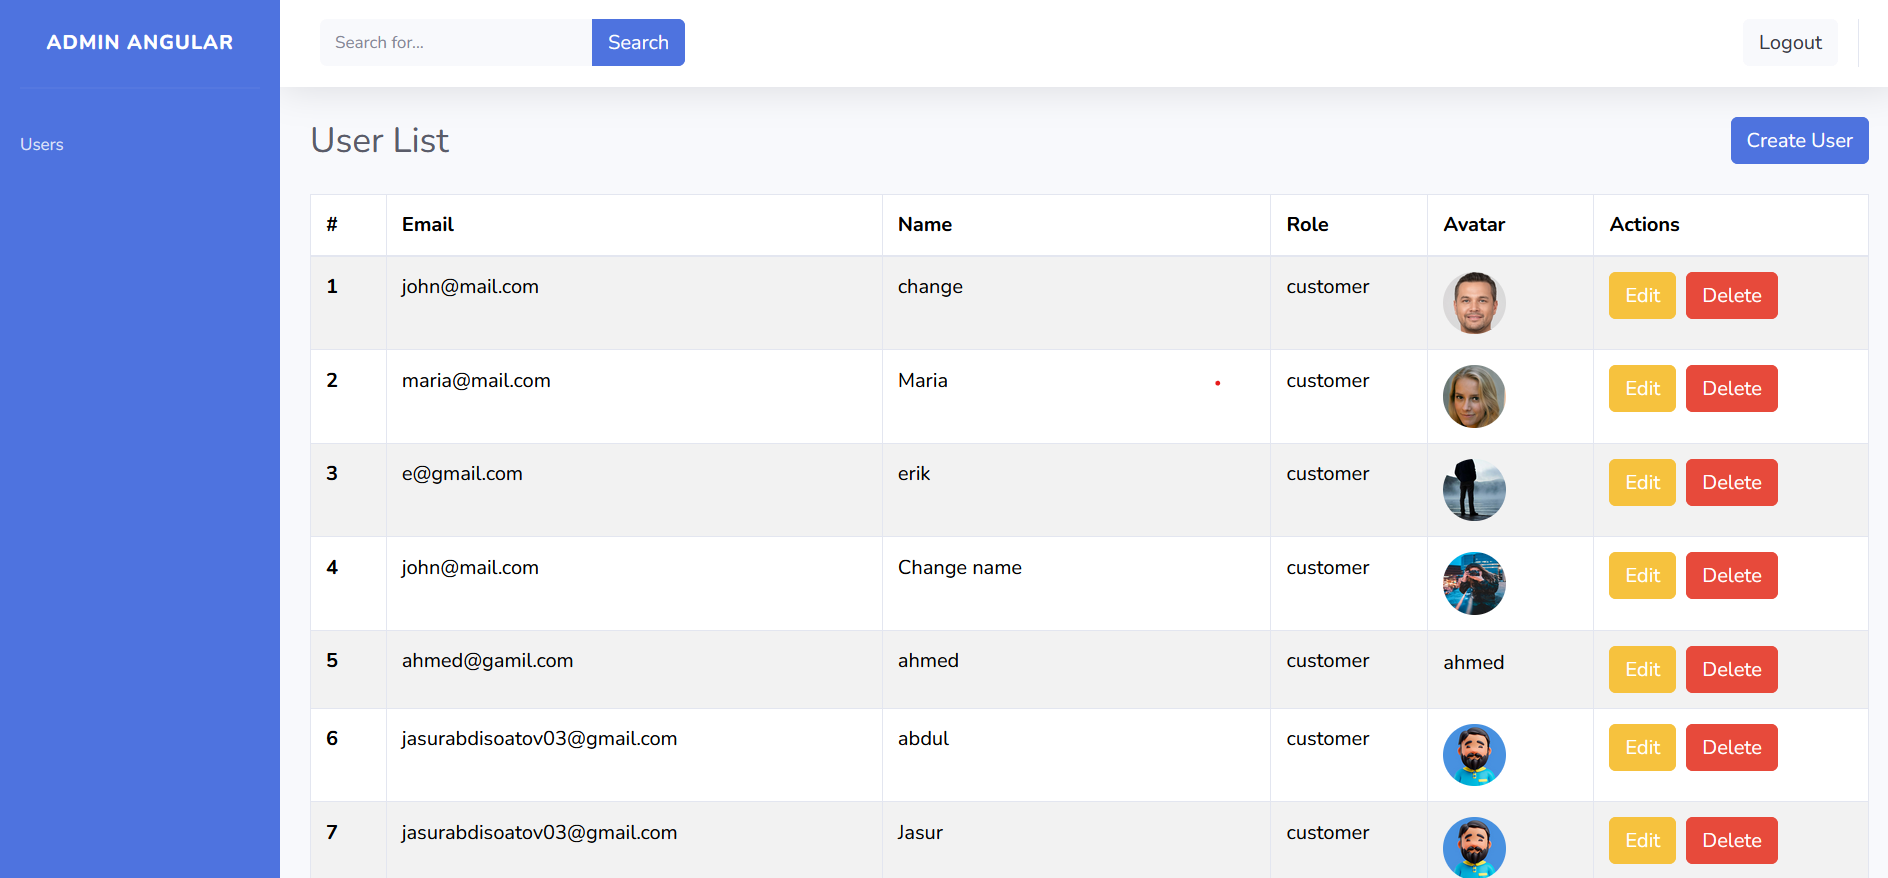 ADMIN ANGULAR
Search for...
Search
Logout
Users
User List
Create User
# Email Name Role Avatar Actions
1 john@mail.com change customer Edit Delete
2 maria@mail.com Maria customer Edit Delete
3 e@gmail.com erik customer Edit Delete
4 john@mail.com Change name customer Edit Delete
5 ahmed@gamil.com ahmed customer ahmed Edit Delete
6 jasurabdisoatov03@gmail.com abdul customer Edit Delete
7 jasurabdisoatov03@gmail.com Jasur customer Edit Delete